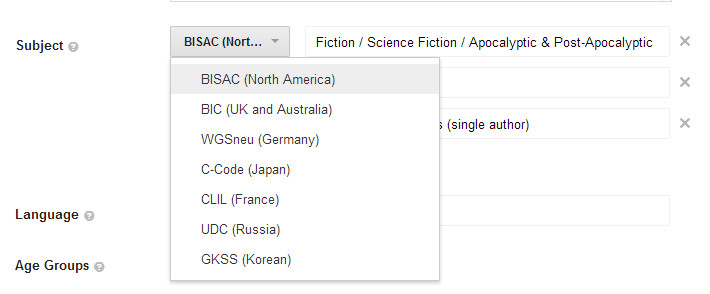 Subject
BISAC (Nort...
Fiction / Science Fiction / Apocalyptic & Post-Apocalyptic
BISAC (North America)
BIC (UK and Australia)
(single author)
WGSneu (Germany)
C-Code (Japan)
CLIL (France)
Language
UDC (Russia)
GKSS (Korean)
Age Groups